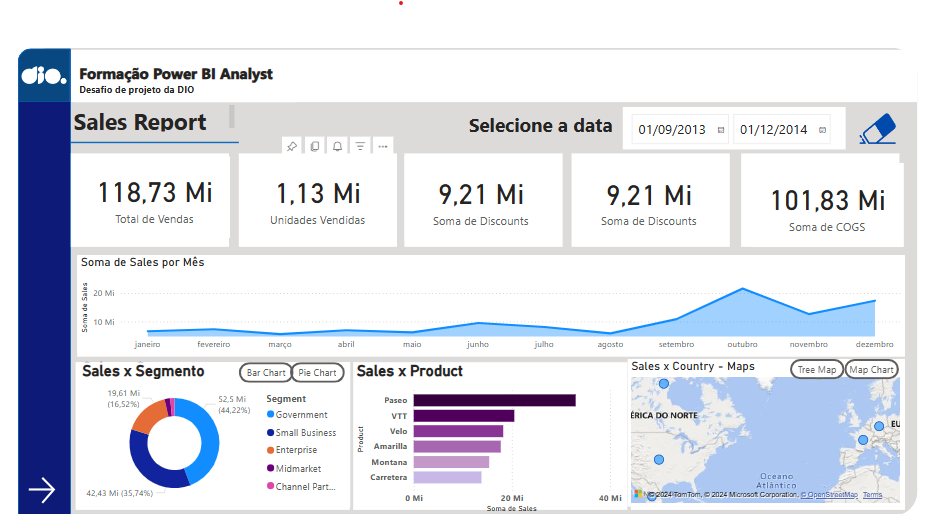 dio.
Formação Power BI Analyst
Desafio de projeto da DIO
Sales Report
Selecione a data
01/09/2013
01/12/2014
118,73 Mi
Total de Vendas
1,13 Mi
Unidades Vendidas
9,21 Mi
Soma de Discounts
9,21 Mi
Soma de Discounts
101,83 Mi
Soma de COGS
Soma de Sales por Mês
Soma de Sales
20 Mi
10 Mi
janeiro fevereiro março abril maio junho julho agosto setembro outubro novembro dezembro
Sales x Segmento
Bar Chart
Pie Chart
19,61 Mi
(16,52%)
52,5 Mi
(44,22%)
42,43 Mi (35,74%)
Segment
Government
Small Business
Enterprise
Midmarket
Channel Part...
Sales x Product
Product
Paseo
VTT
Velo
Amarilla
Montana
Carretera
0 Mi 20 Mi 40 Mi
Soma de Sales
Sales x Country - Maps
Tree Map
Map Chart
ÉRICA DO NORTE
EU
Oceano
Atlântico
© 2024 TomTom, © 2024 Microsoft Corporation, © OpenStreetMap Terms